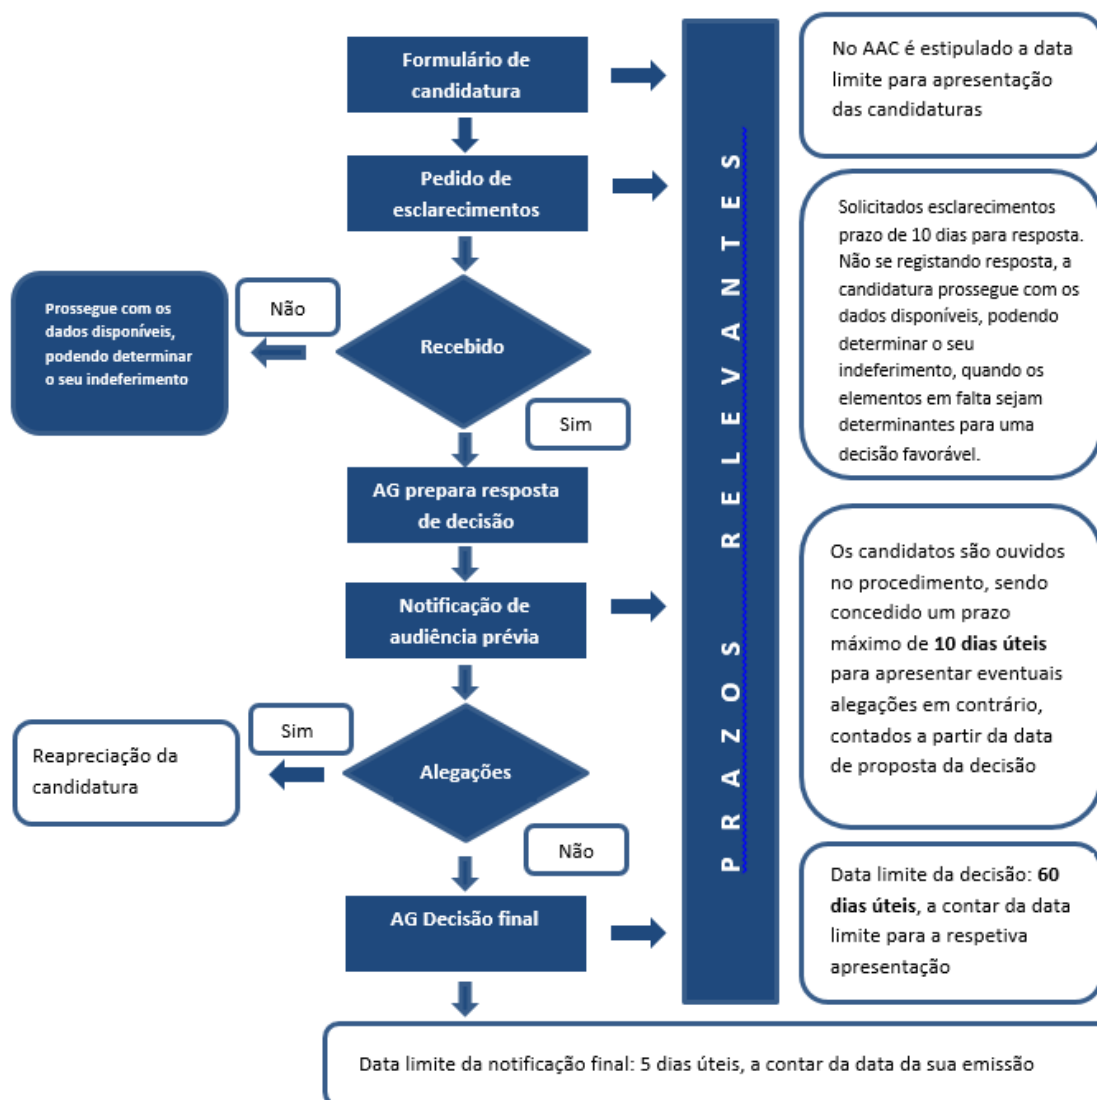 Formulário de
candidatura
No AAC é estipulado a data
limite para apresentação
das candidaturas
Pedido de
esclarecimentos
Solicitados esclarecimentos
prazo de 10 dias para resposta.
Não se registando resposta, a
candidatura prossegue com os
dados disponíveis, podendo
determinar o seu
indeferimento, quando os
elementos em falta sejam
determinantes para uma
decisão favorável.
PRAZOS RELEVANTES
Recebido
Não
Prossegue com os
dados disponíveis,
podendo determinar
o seu indeferimento
Sim
AG prepara resposta
de decisão
Notificação de
audiência prévia
Os candidatos são ouvidos
no procedimento, sendo
concedido um prazo
máximo de 10 dias úteis
para apresentar eventuais
alegações em contrário,
contados a partir da data
de proposta da decisão
Alegações
Sim
Reapreciação da
candidatura
Não
AG Decisão final
Data limite da decisão: 60
dias úteis, a contar da data
limite para a respetiva
apresentação
Data limite da notificação final: 5 dias úteis, a contar da data da sua emissão